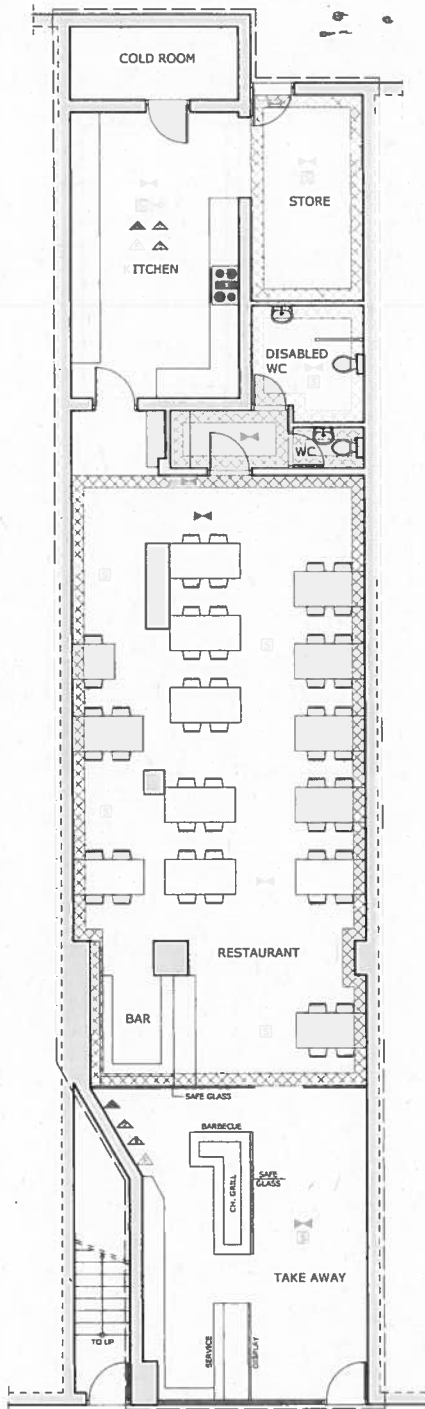 COLD ROOM
STORE
KITCHEN
DISABLED
WC
WC
RESTAURANT
BAR
SAFE GLASS
BARBECUE
SAFE
GLASS
CH. GRILL
TAKE AWAY
SERVICE
DISPLAY
TO UP